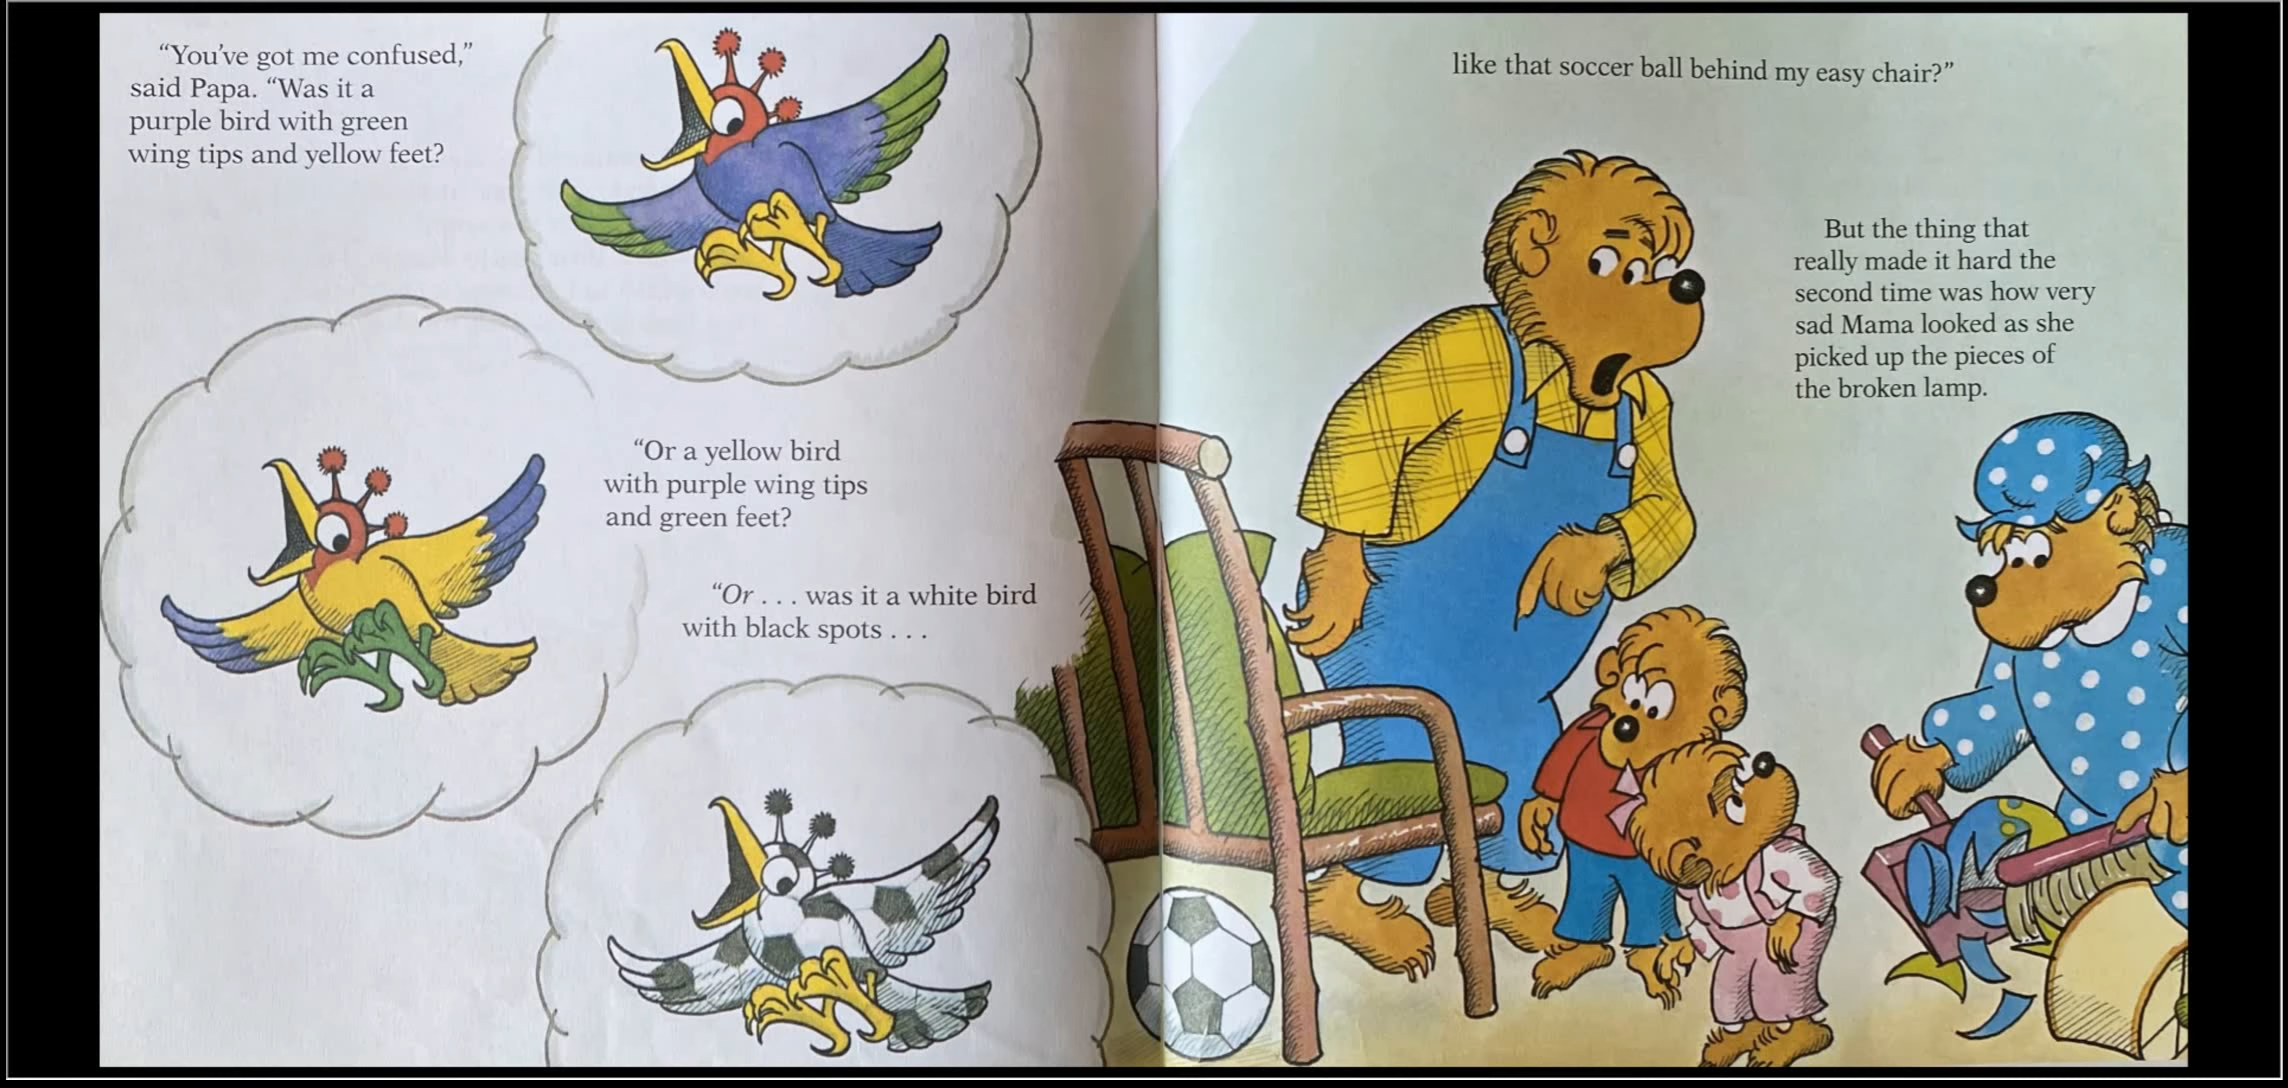 “You’ve got me confused,”
said Papa. “Was it a
purple bird with green
wing tips and yellow feet?
“Or a yellow bird
with purple wing tips
and green feet?
“Or . . . was it a white bird
with black spots . . .
like that soccer ball behind my easy chair?”
But the thing that
really made it hard the
second time was how very
sad Mama looked as she
picked up the pieces of
the broken lamp.